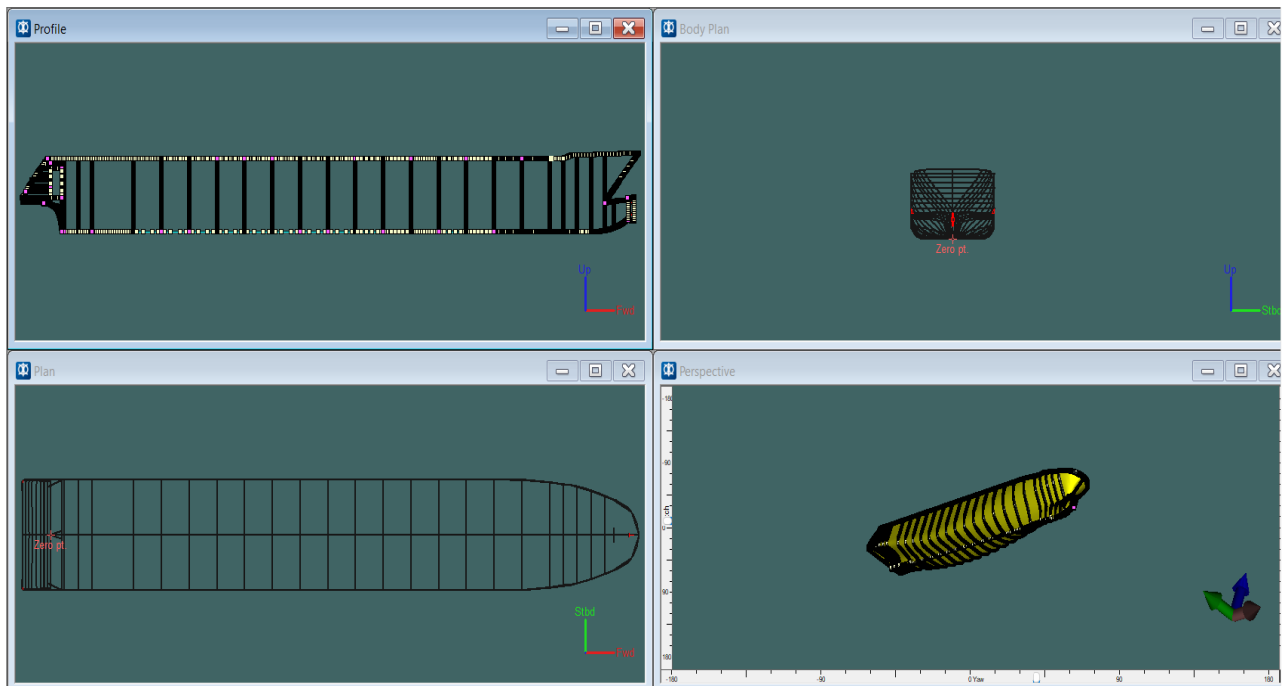 Profile
Body Plan
Up
Fwd
Zero pt.
Up
Stbd
Plan
Perspective
Zero pt.
Stbd
Fwd
-180
-90
0
90
180
-180
-90
0 Yaw
90
180